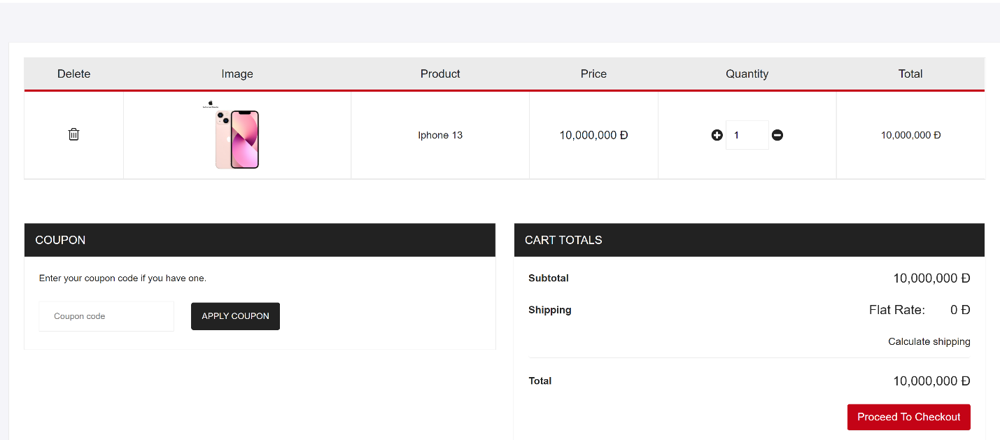 Delete Image Product Price Quantity Total
Iphone 13 10,000,000 Đ 1 10,000,000 Đ
COUPON
Enter your coupon code if you have one.
Coupon code APPLY COUPON
CART TOTALS
Subtotal 10,000,000 Đ
Shipping Flat Rate: 0 Đ
Calculate shipping
Total 10,000,000 Đ
Proceed To Checkout